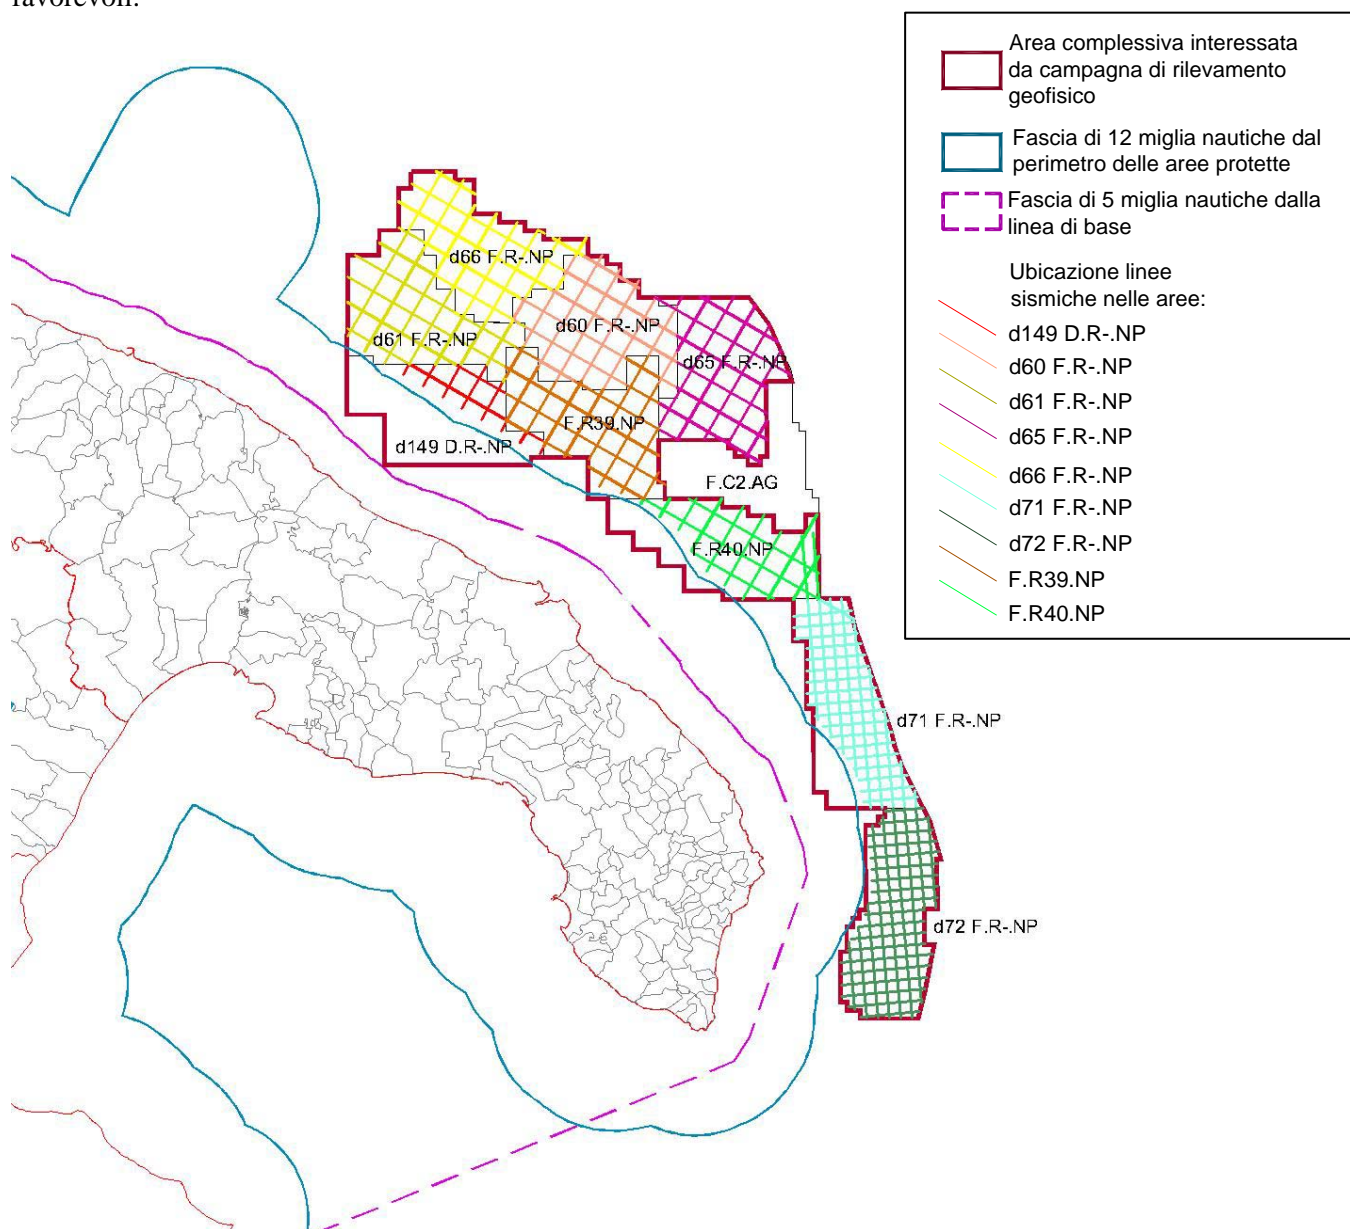 favorevoli.
Area complessiva interessata
da campagna di rilevamento
geofisico
Fascia di 12 miglia nautiche dal
perimetro delle aree protette
Fascia di 5 miglia nautiche dalla
linea di base
Ubicazione linee
sismiche nelle aree:
d149 D.R-.NP
d60 F.R-.NP
d61 F.R-.NP
d65 F.R-.NP
d66 F.R-.NP
d71 F.R-.NP
d72 F.R-.NP
F.R39.NP
F.R40.NP
d66 F.R-.NP
d60 F.R-.NP
d61 F.R-.NP
d65 F.R-.NP
F.R39.NP
d149 D.R-.NP
F.C2.AG
F.R40.NP
d71 F.R-.NP
d72 F.R-.NP